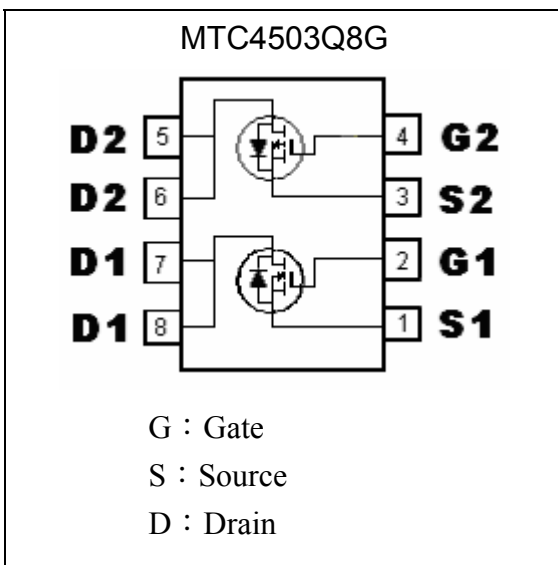 MTC4503Q8G
D2 5 4 G2
D2 6 3 S2
D1 7 2 G1
D1 8 1 S1
G：Gate
S：Source
D：Drain